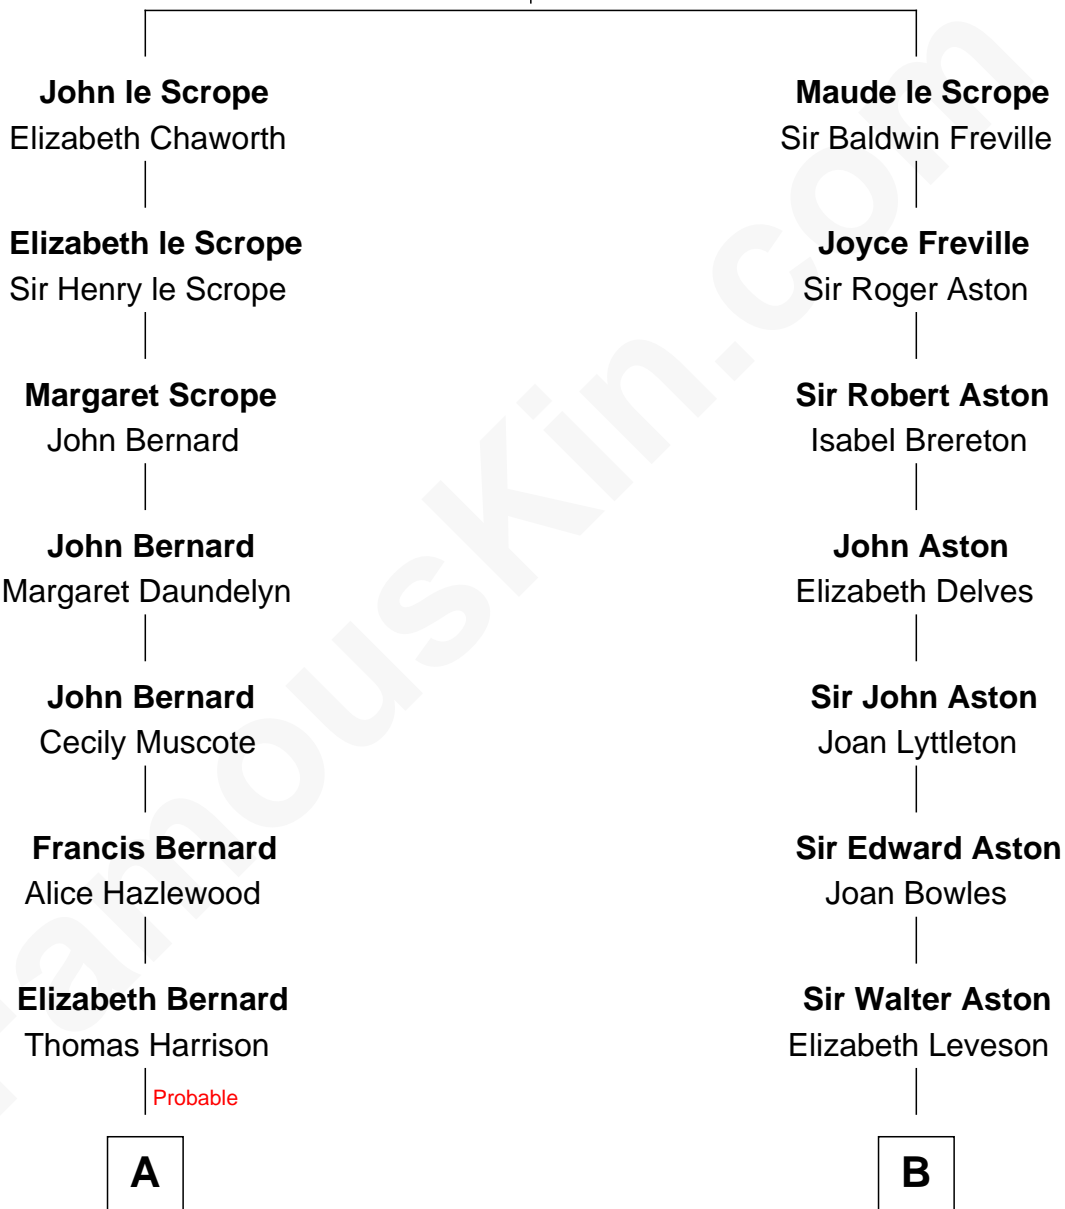 John le Scrope
Elizabeth Chaworth
Elizabeth le Scrope
Sir Henry le Scrope
Margaret Scrope
John Bernard
John Bernard
Margaret Daundelyn
John Bernard
Cecily Muscote
Francis Bernard
Alice Hazlewood
Elizabeth Bernard
Thomas Harrison
Probable
A
Maude le Scrope
Sir Baldwin Freville
Joyce Freville
Sir Roger Aston
Sir Robert Aston
Isabel Brereton
John Aston
Elizabeth Delves
Sir John Aston
Joan Lyttleton
Sir Edward Aston
Joan Bowles
Sir Walter Aston
Elizabeth Leveson
B
FamousKin.com